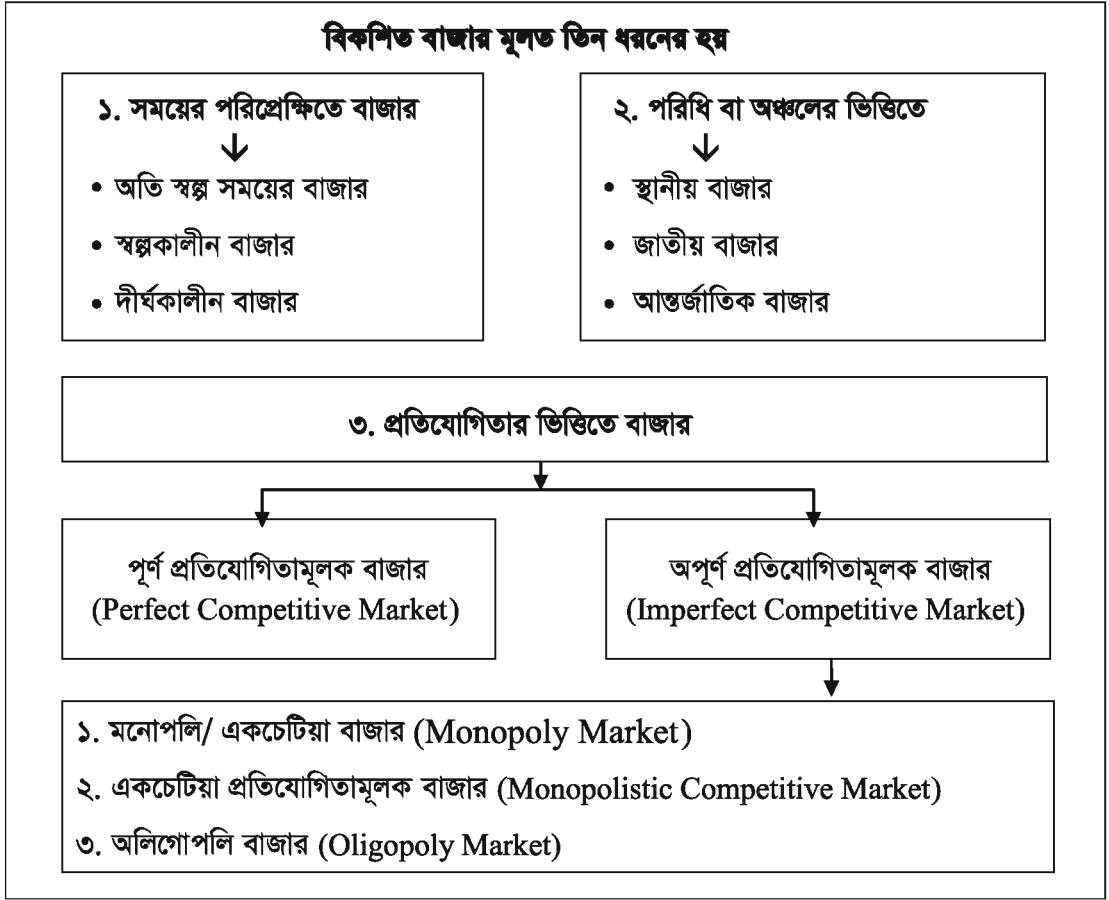 বিকশিত বাজার মূলত তিন ধরনের হয়
১. সময়ের পরিপ্রেক্ষিতে বাজার
• অতি স্বল্প সময়ের বাজার
• স্বল্পকালীন বাজার
• দীর্ঘকালীন বাজার
২. পরিধি বা অঞ্চলের ভিত্তিতে
• স্থানীয় বাজার
• জাতীয় বাজার
• আন্তর্জাতিক বাজার
৩. প্রতিযোগিতার ভিত্তিতে বাজার
পূর্ণ প্রতিযোগিতামূলক বাজার
(Perfect Competitive Market)
অপূর্ণ প্রতিযোগিতামূলক বাজার
(Imperfect Competitive Market)
১. মনোপলি/ একচেটিয়া বাজার (Monopoly Market)
২. একচেটিয়া প্রতিযোগিতামূলক বাজার (Monopolistic Competitive Market)
৩. অলিগোপলি বাজার (Oligopoly Market)